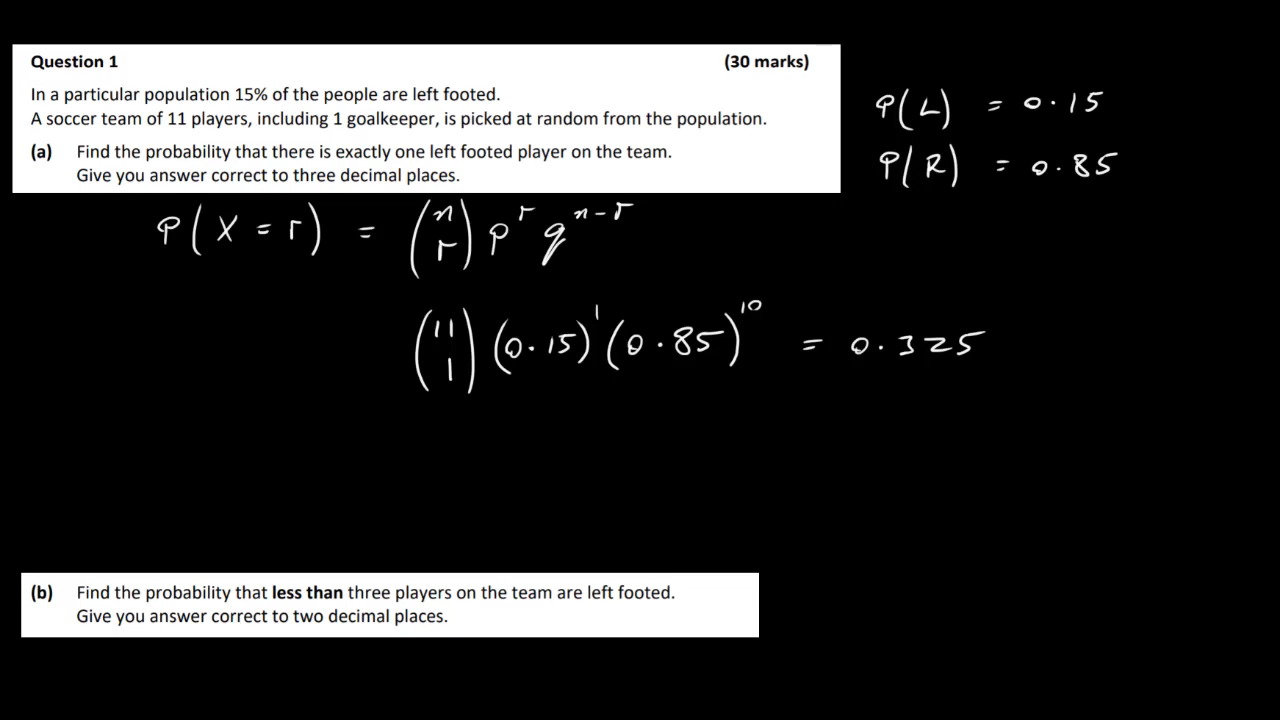 Question 1 (30 marks)
In a particular population 15% of the people are left footed.
A soccer team of 11 players, including 1 goalkeeper, is picked at random from the population.
(a) Find the probability that there is exactly one left footed player on the team.
Give you answer correct to three decimal places.
P(L) = 0.15
P(R) = 0.85
P(X = r) = (n r) p^r q^(n-r)
(11 1) (0.15)^1 (0.85)^10 = 0.325
(b) Find the probability that less than three players on the team are left footed.
Give you answer correct to two decimal places.